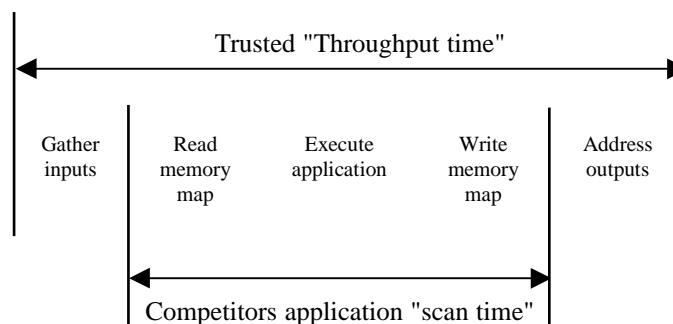 Trusted "Throughput time"
Gather Read Execute Write Address
inputs memory application memory outputs
map map
Competitors application "scan time"